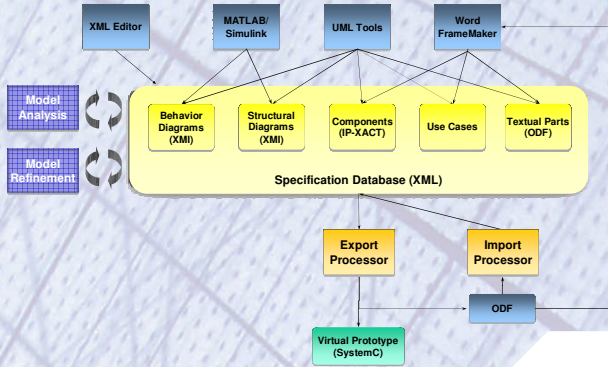 XML Editor
MATLAB/
Simulink
UML Tools
Word
FrameMaker
Model
Analysis
Model
Refinement
Behavior
Diagrams
(XMI)
Structural
Diagrams
(XMI)
Components
(IP-XACT)
Use Cases
Textual Parts
(ODF)
Specification Database (XML)
Export
Processor
Import
Processor
ODF
Virtual Prototype
(SystemC)